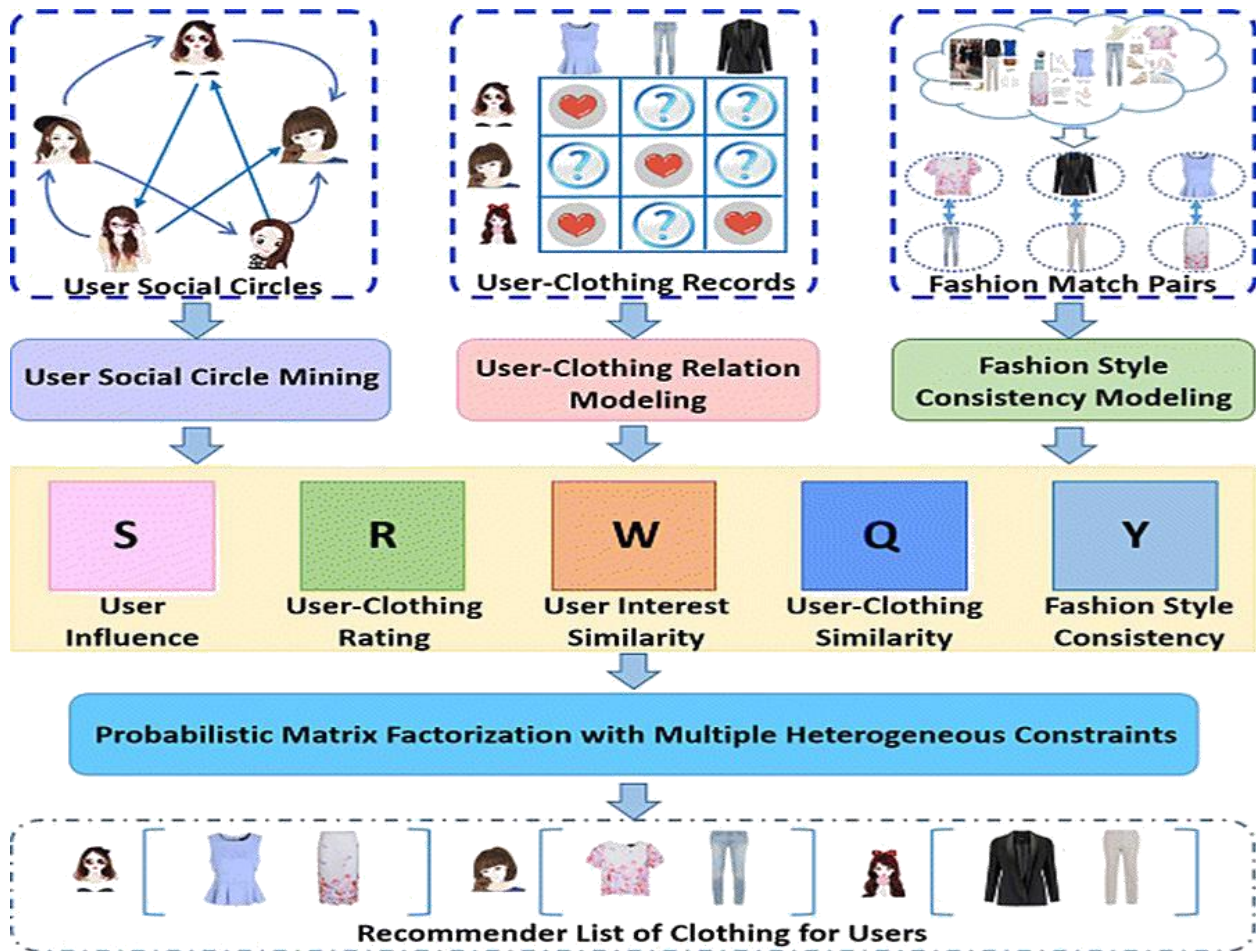 User Social Circles
User-Clothing Records
Fashion Match Pairs
User Social Circle Mining
User-Clothing Relation
Modeling
Fashion Style
Consistency Modeling
S
R
W
Q
Y
User
Influence
User-Clothing
Rating
User Interest
Similarity
User-Clothing
Similarity
Fashion Style
Consistency
Probabilistic Matrix Factorization with Multiple Heterogeneous Constraints
Recommender List of Clothing for Users